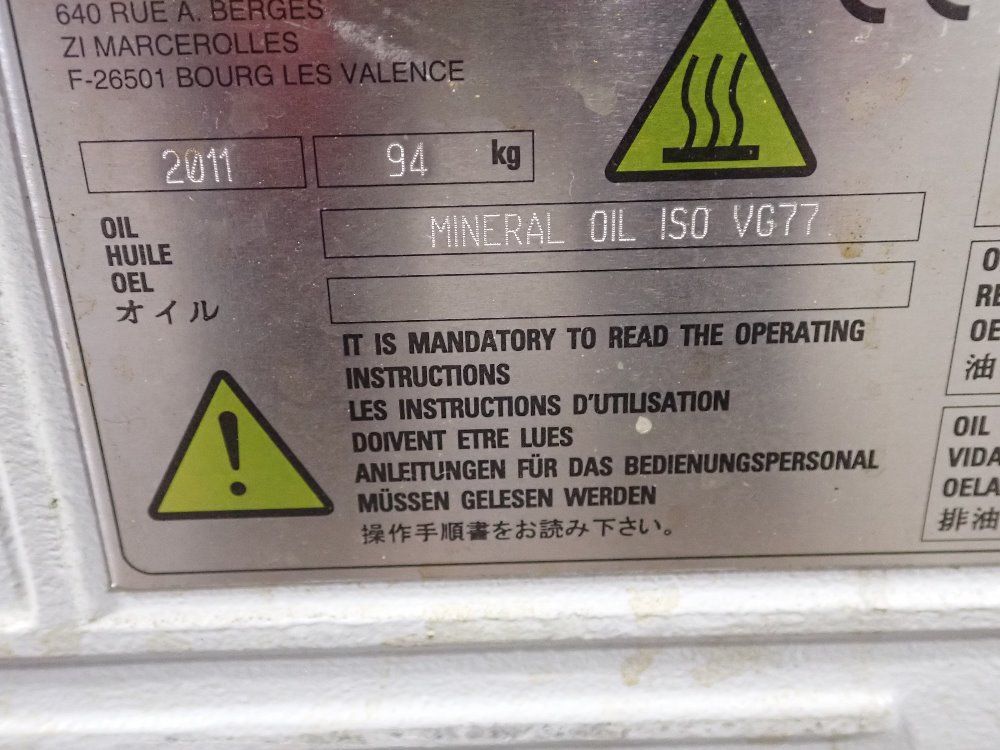 640 RUE A. BERGES
ZI MARCEROLLES
F-26501 BOURG LES VALENCE
2011
94 kg
OIL
HUILE
OEL
オイル
MINERAL OIL ISO VG77
IT IS MANDATORY TO READ THE OPERATING
INSTRUCTIONS
LES INSTRUCTIONS D'UTILISATION
DOIVENT ETRE LUES
ANLEITUNGEN FÜR DAS BEDIENUNGSPERSONAL
MÜSSEN GELESEN WERDEN
操作手順書をお読み下さい。
OE
油
OIL
VIDA
OELA
排油